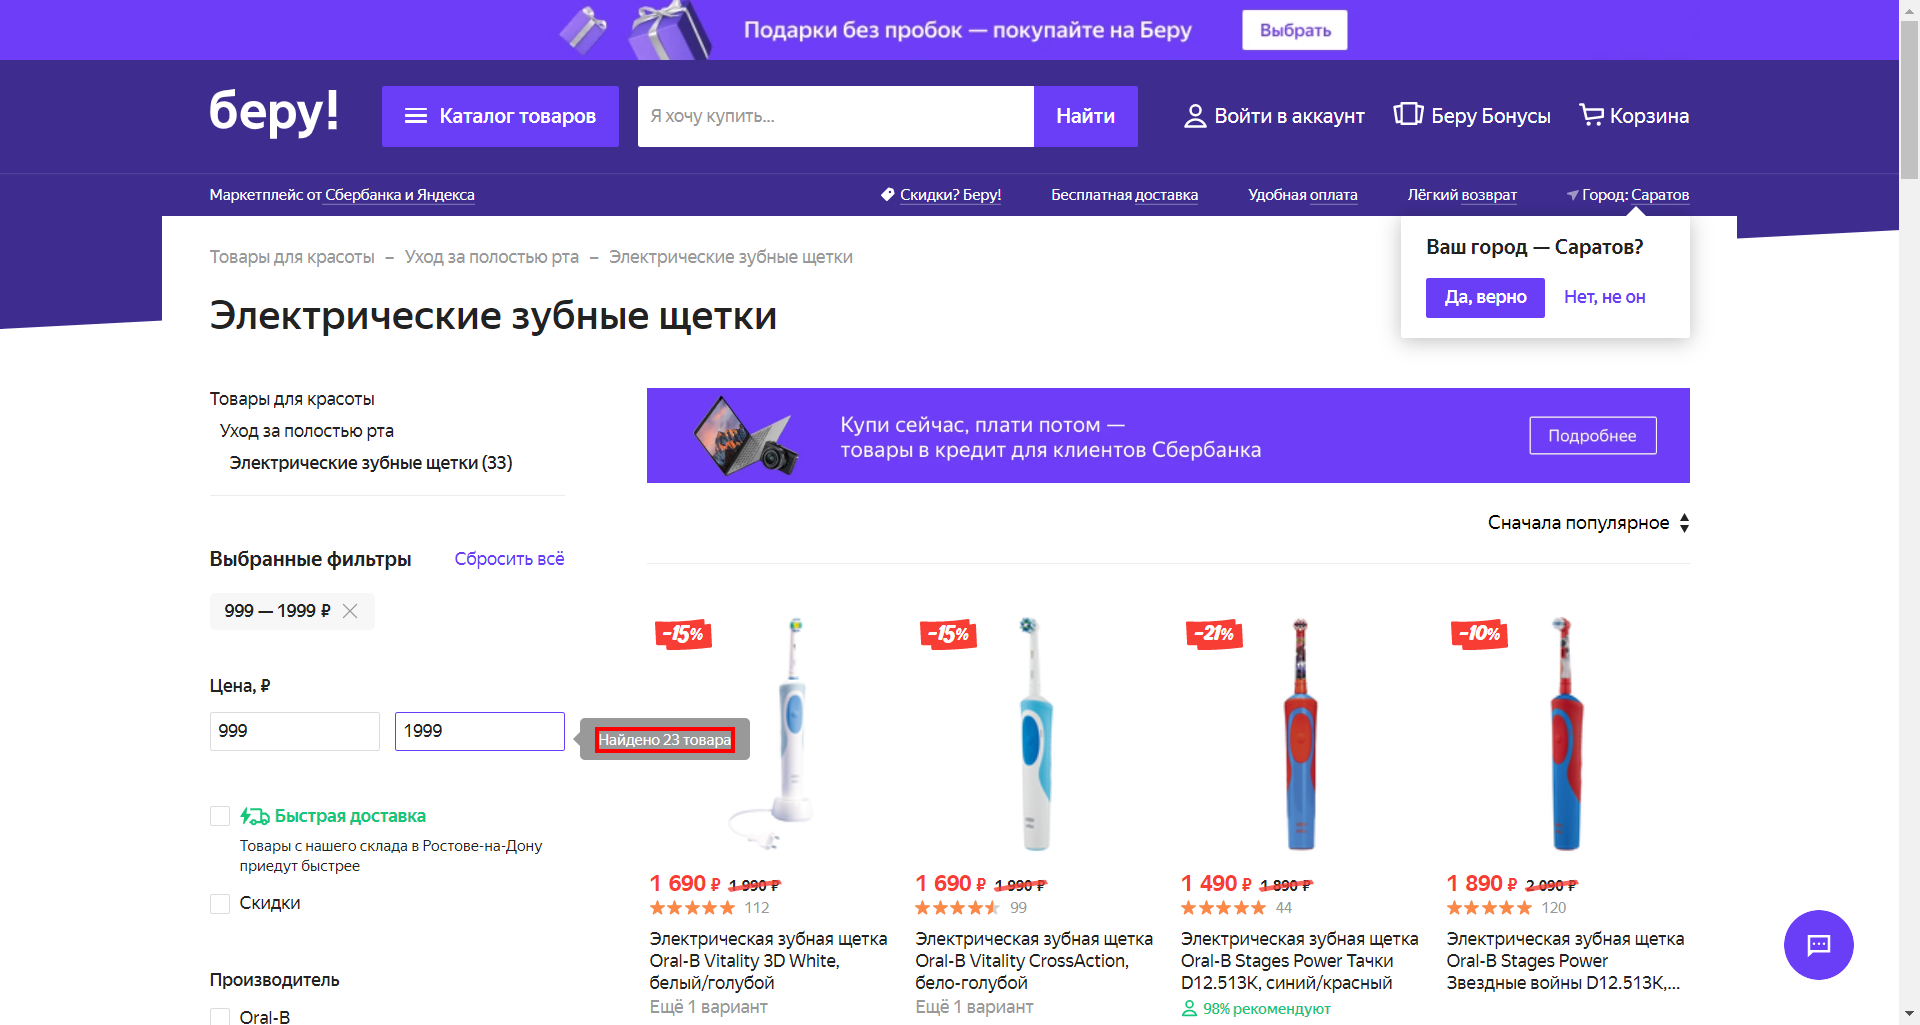 Подарки без пробок — покупайте на Беру
Выбрать
беру!
Каталог товаров
Я хочу купить...
Найти
Войти в аккаунт
Беру Бонусы
Корзина
Маркетплейс от Сбербанка и Яндекса
Скидки? Беру!
Бесплатная доставка
Удобная оплата
Лёгкий возврат
Город: Саратов
Ваш город — Саратов?
Да, верно
Нет, не он
Товары для красоты – Уход за полостью рта – Электрические зубные щетки
Электрические зубные щетки
Товары для красоты
Уход за полостью рта
Электрические зубные щетки (33)
Купи сейчас, плати потом —
товары в кредит для клиентов Сбербанка
Подробнее
Сначала популярное
Выбранные фильтры
Сбросить всё
999 — 1999 ₽
Цена, ₽
999
1999
Найдено 23 товара
Быстрая доставка
Товары с нашего склада в Ростове-на-Дону
приедут быстрее
Скидки
Производитель
Oral-B
-15%
1 690 ₽ 1 990 ₽
112
Электрическая зубная щетка
Oral-B Vitality 3D White,
белый/голубой
Ещё 1 вариант
-15%
1 690 ₽ 1 990 ₽
99
Электрическая зубная щетка
Oral-B Vitality CrossAction,
бело-голубой
Ещё 1 вариант
-21%
1 490 ₽ 1 890 ₽
44
Электрическая зубная щетка
Oral-B Stages Power Тачки
D12.513K, синий/красный
98% рекомендуют
-10%
1 890 ₽ 2 090 ₽
120
Электрическая зубная щетка
Oral-B Stages Power
Звездные войны D12.513K,...